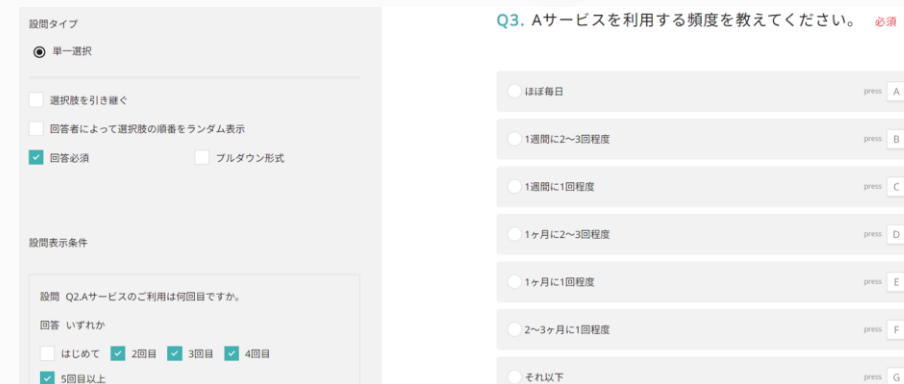 設問タイプ
単一選択
選択肢を引き継ぐ
回答者によって選択肢の順番をランダム表示
回答必須 プルダウン形式
設問表示条件
設問 Q2.Aサービスのご利用は何回目ですか。
回答 いずれか
はじめて 2回目 3回目 4回目
5回目以上
Q3. Aサービスを利用する頻度を教えてください。 必須
ほぼ毎日 press A
1週間に2〜3回程度 press B
1週間に1回程度 press C
1ヶ月に2〜3回程度 press D
1ヶ月に1回程度 press E
2〜3ヶ月に1回程度 press F
それ以下 press G